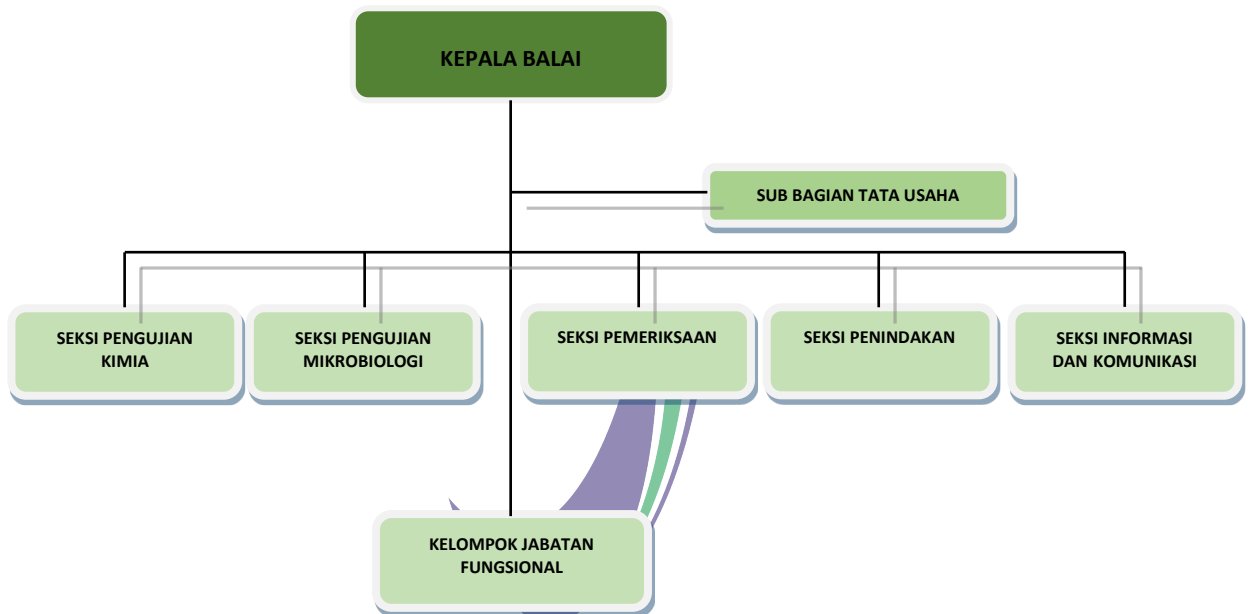 KEPALA BALAI
SUB BAGIAN TATA USAHA
SEKSI PENGUJIAN
KIMIA
SEKSI PENGUJIAN
MIKROBIOLOGI
SEKSI PEMERIKSAAN
SEKSI PENINDAKAN
SEKSI INFORMASI
DAN KOMUNIKASI
KELOMPOK JABATAN
FUNGSIONAL